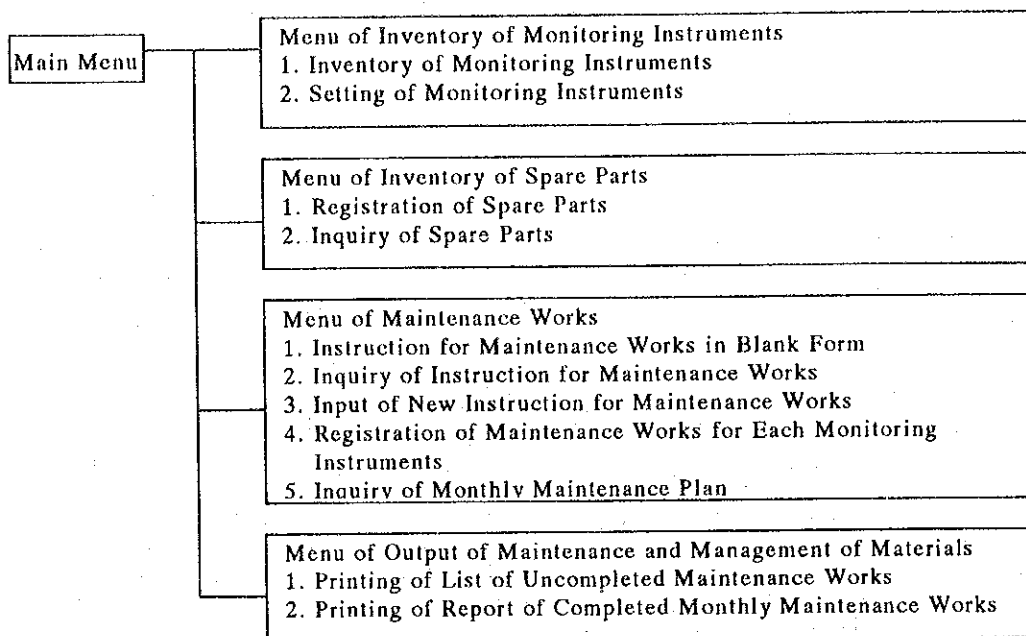 Main Menu
Menu of Inventory of Monitoring Instruments
1. Inventory of Monitoring Instruments
2. Setting of Monitoring Instruments
Menu of Inventory of Spare Parts
1. Registration of Spare Parts
2. Inquiry of Spare Parts
Menu of Maintenance Works
1. Instruction for Maintenance Works in Blank Form
2. Inquiry of Instruction for Maintenance Works
3. Input of New Instruction for Maintenance Works
4. Registration of Maintenance Works for Each Monitoring
Instruments
5. Inquiry of Monthly Maintenance Plan
Menu of Output of Maintenance and Management of Materials
1. Printing of List of Uncompleted Maintenance Works
2. Printing of Report of Completed Monthly Maintenance Works